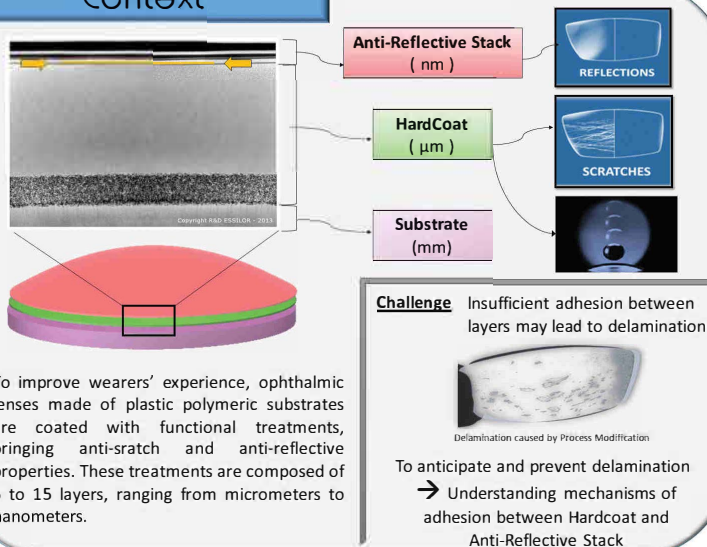 Context
Anti-Reflective Stack
( nm )
REFLECTIONS
HardCoat
( µm )
SCRATCHES
Copyright R&D ESSILOR - 2013
Substrate
(mm)
Challenge Insufficient adhesion between
layers may lead to delamination
Delamination caused by Process Modification
To anticipate and prevent delamination
→ Understanding mechanisms of
adhesion between Hardcoat and
Anti-Reflective Stack
To improve wearers’ experience, ophthalmic
lenses made of plastic polymeric substrates
are coated with functional treatments,
bringing anti-sratch and anti-reflective
properties. These treatments are composed of
to 15 layers, ranging from micrometers to
nanometers.